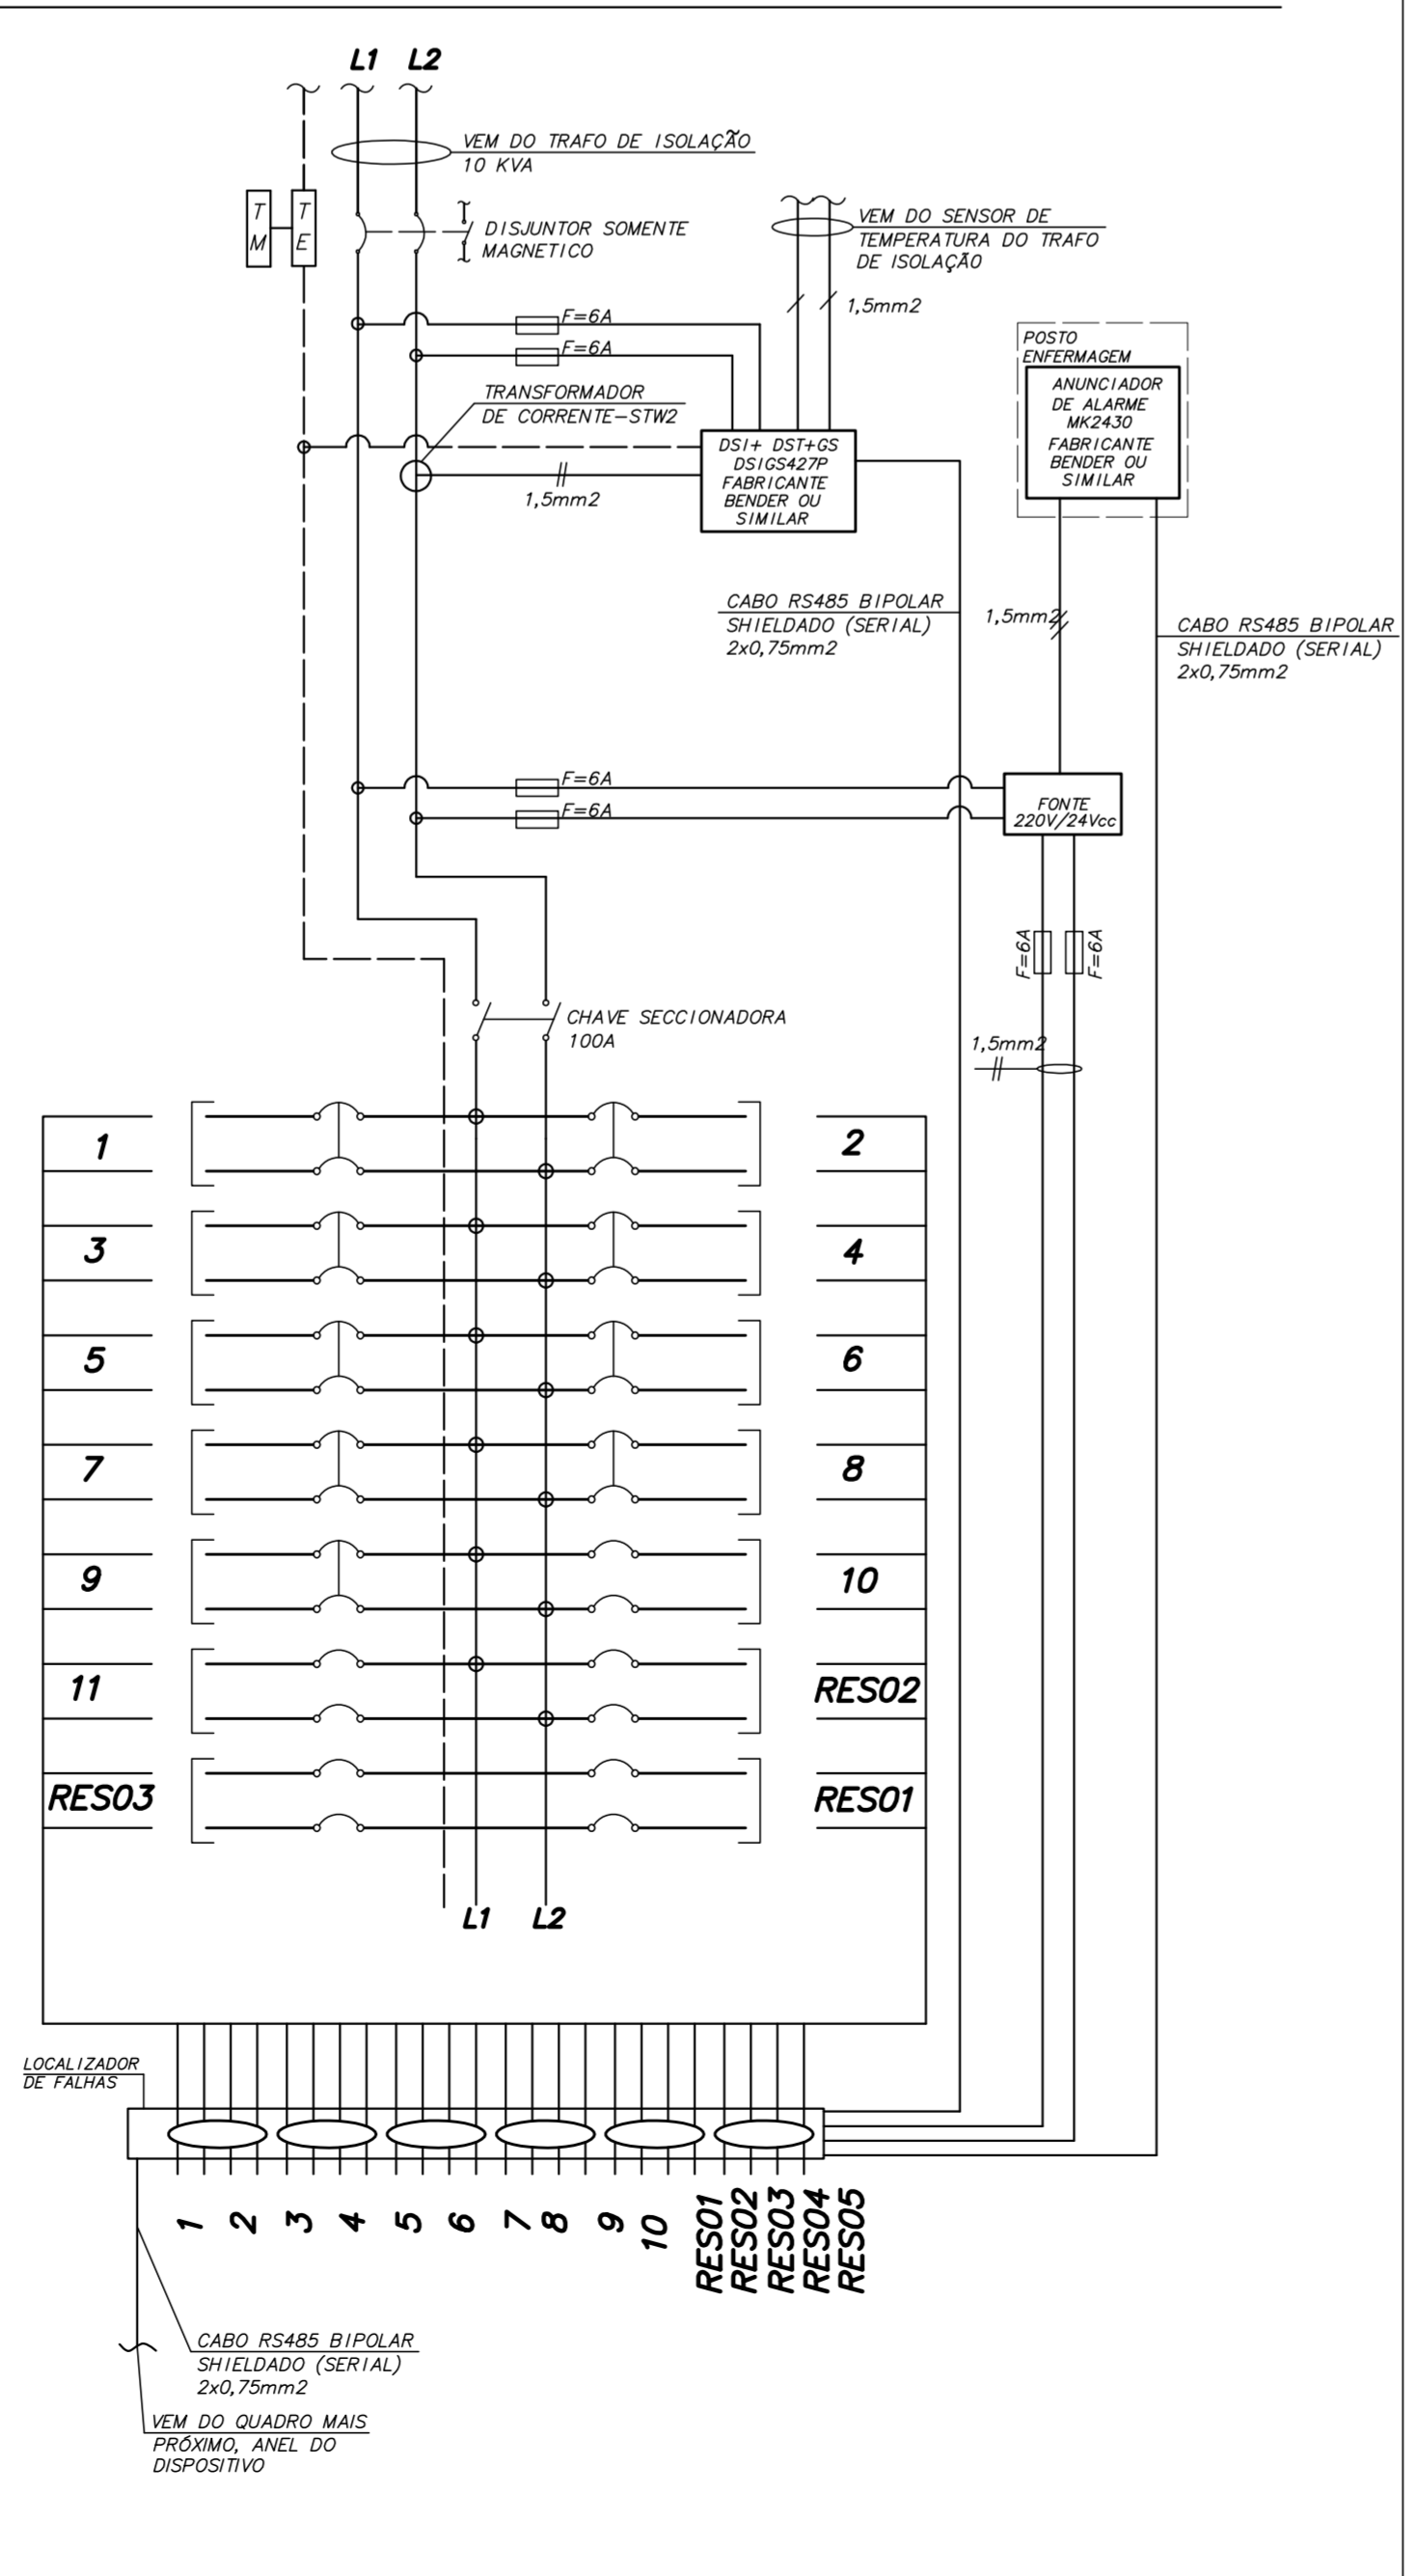 L1
L2
VEM DO TRAFO DE ISOLAÇÃO
10 KVA
T
M
T
E
DISJUNTOR SOMENTE
MAGNETICO
VEM DO SENSOR DE
TEMPERATURA DO TRAFO
DE ISOLAÇÃO
1,5mm2
F=6A
F=6A
TRANSFORMADOR
DE CORRENTE-STW2
1,5mm2
DSI+ DST+GS
DSIGS427P
FABRICANTE
BENDER OU
SIMILAR
POSTO
ENFERMAGEM
ANUNCIADOR
DE ALARME
MK2430
FABRICANTE
BENDER OU
SIMILAR
CABO RS485 BIPOLAR
SHIELDADO (SERIAL)
2x0,75mm2
1,5mm2
CABO RS485 BIPOLAR
SHIELDADO (SERIAL)
2x0,75mm2
F=6A
F=6A
FONTE
220V/24Vcc
F=6A
F=6A
CHAVE SECCIONADORA
100A
1,5mm2
1
2
3
4
5
6
7
8
9
10
11
RES02
RES03
RES01
L1
L2
LOCALIZADOR
DE FALHAS
1
2
3
4
5
6
7
8
9
10
RES01
RES02
RES03
RES04
RES05
CABO RS485 BIPOLAR
SHIELDADO (SERIAL)
2x0,75mm2
VEM DO QUADRO MAIS
PRÓXIMO, ANEL DO
DISPOSITIVO